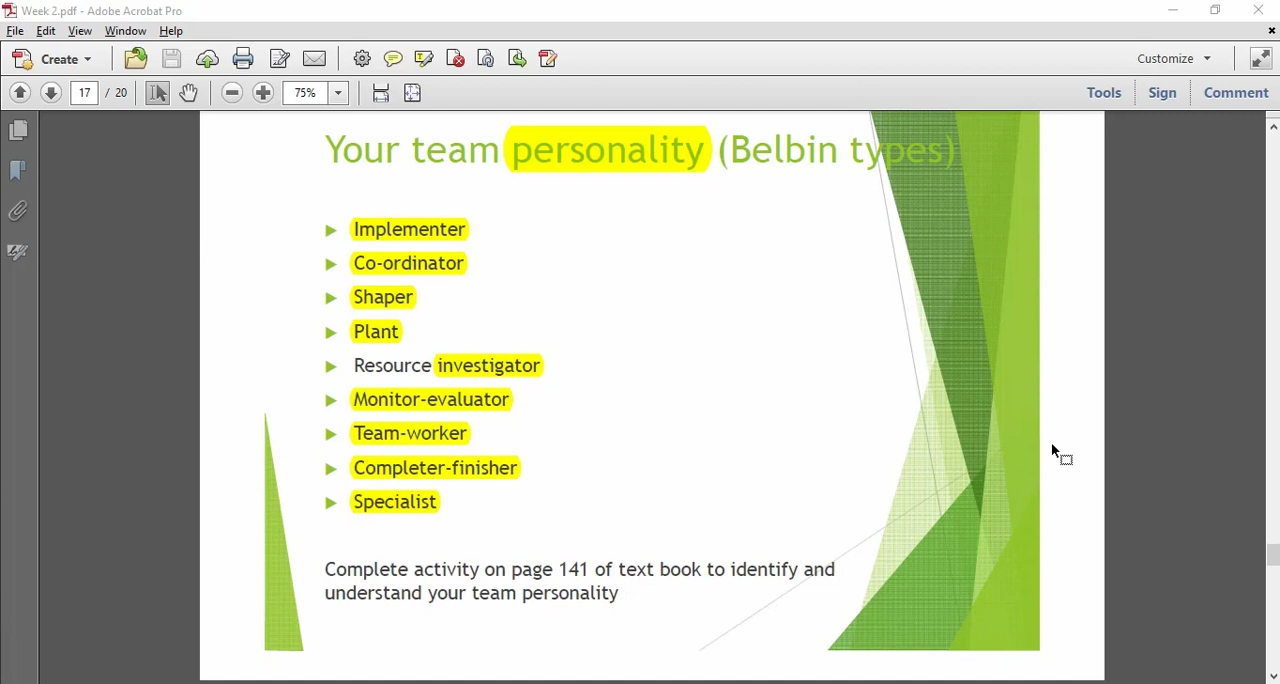 Week 2.pdf - Adobe Acrobat Pro
File Edit View Window Help
Create Customize
17 / 20 75% Tools Sign Comment
Your team personality (Belbin types)
Implementer
Co-ordinator
Shaper
Plant
Resource investigator
Monitor-evaluator
Team-worker
Completer-finisher
Specialist
Complete activity on page 141 of text book to identify and
understand your team personality